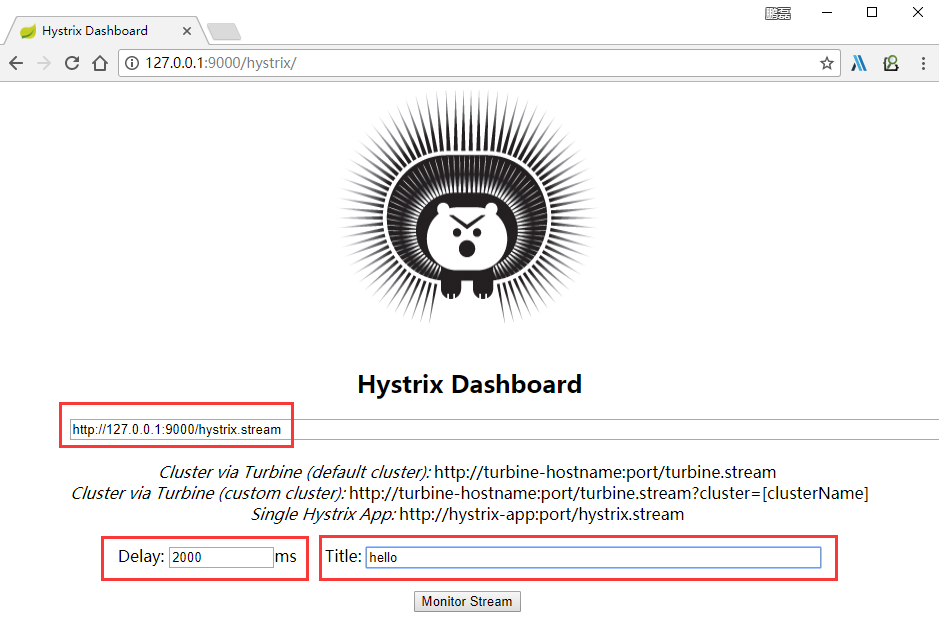 鹏磊
Hystrix Dashboard
127.0.0.1:9000/hystrix/
Hystrix Dashboard
http://127.0.0.1:9000/hystrix.stream
Cluster via Turbine (default cluster): http://turbine-hostname:port/turbine.stream
Cluster via Turbine (custom cluster): http://turbine-hostname:port/turbine.stream?cluster=[clusterName]
Single Hystrix App: http://hystrix-app:port/hystrix.stream
Delay: 2000 ms Title: hello
Monitor Stream